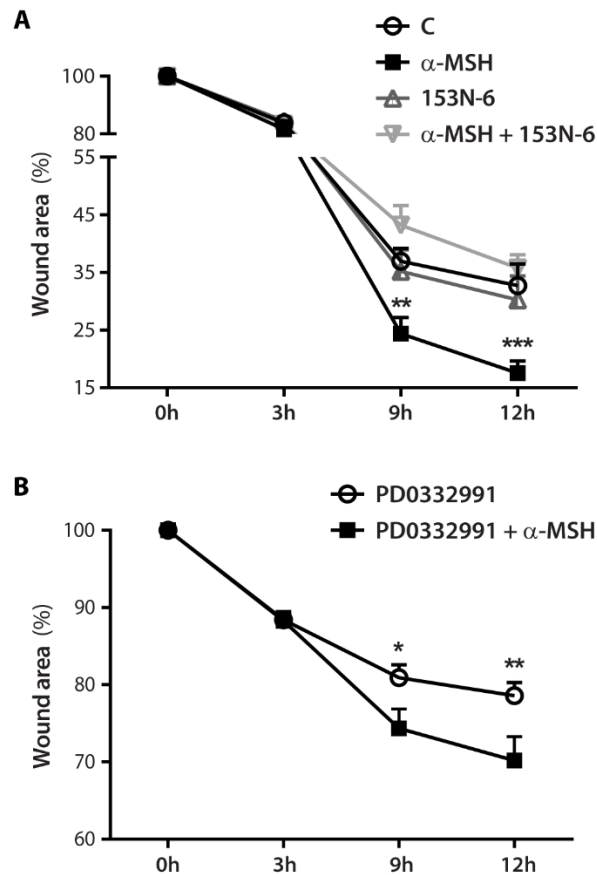 A
C
α-MSH
153N-6
α-MSH + 153N-6
Wound area (%)
100
80
55
45
35
25
15
**
***
0h 3h 9h 12h
B
PD0332991
PD0332991 + α-MSH
Wound area (%)
100
90
80
70
60
*
**
0h 3h 9h 12h